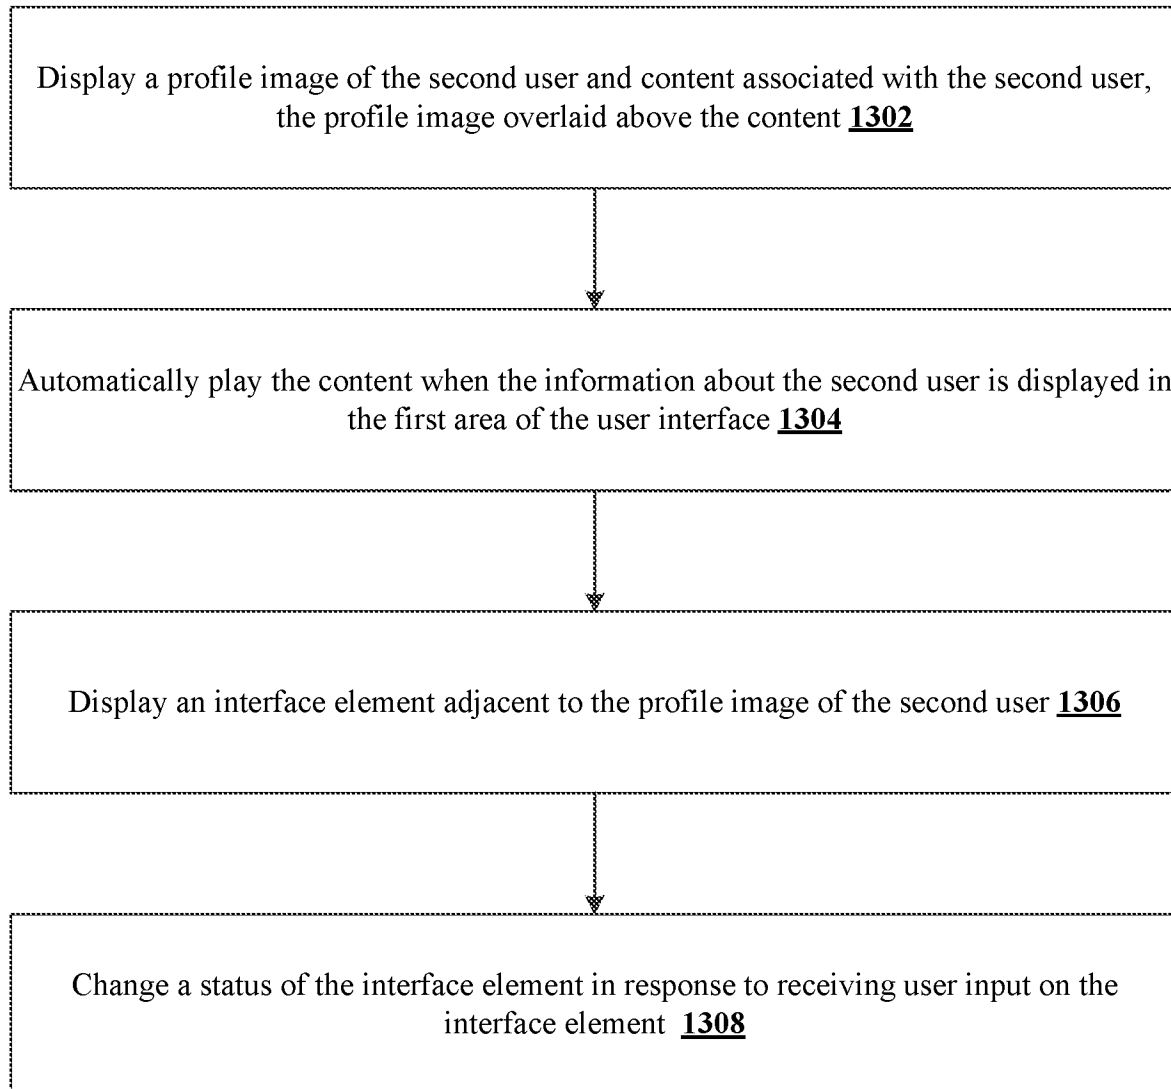 Display a profile image of the second user and content associated with the second user,
the profile image overlaid above the content 1302
Automatically play the content when the information about the second user is displayed in
the first area of the user interface 1304
Display an interface element adjacent to the profile image of the second user 1306
Change a status of the interface element in response to receiving user input on the
interface element 1308